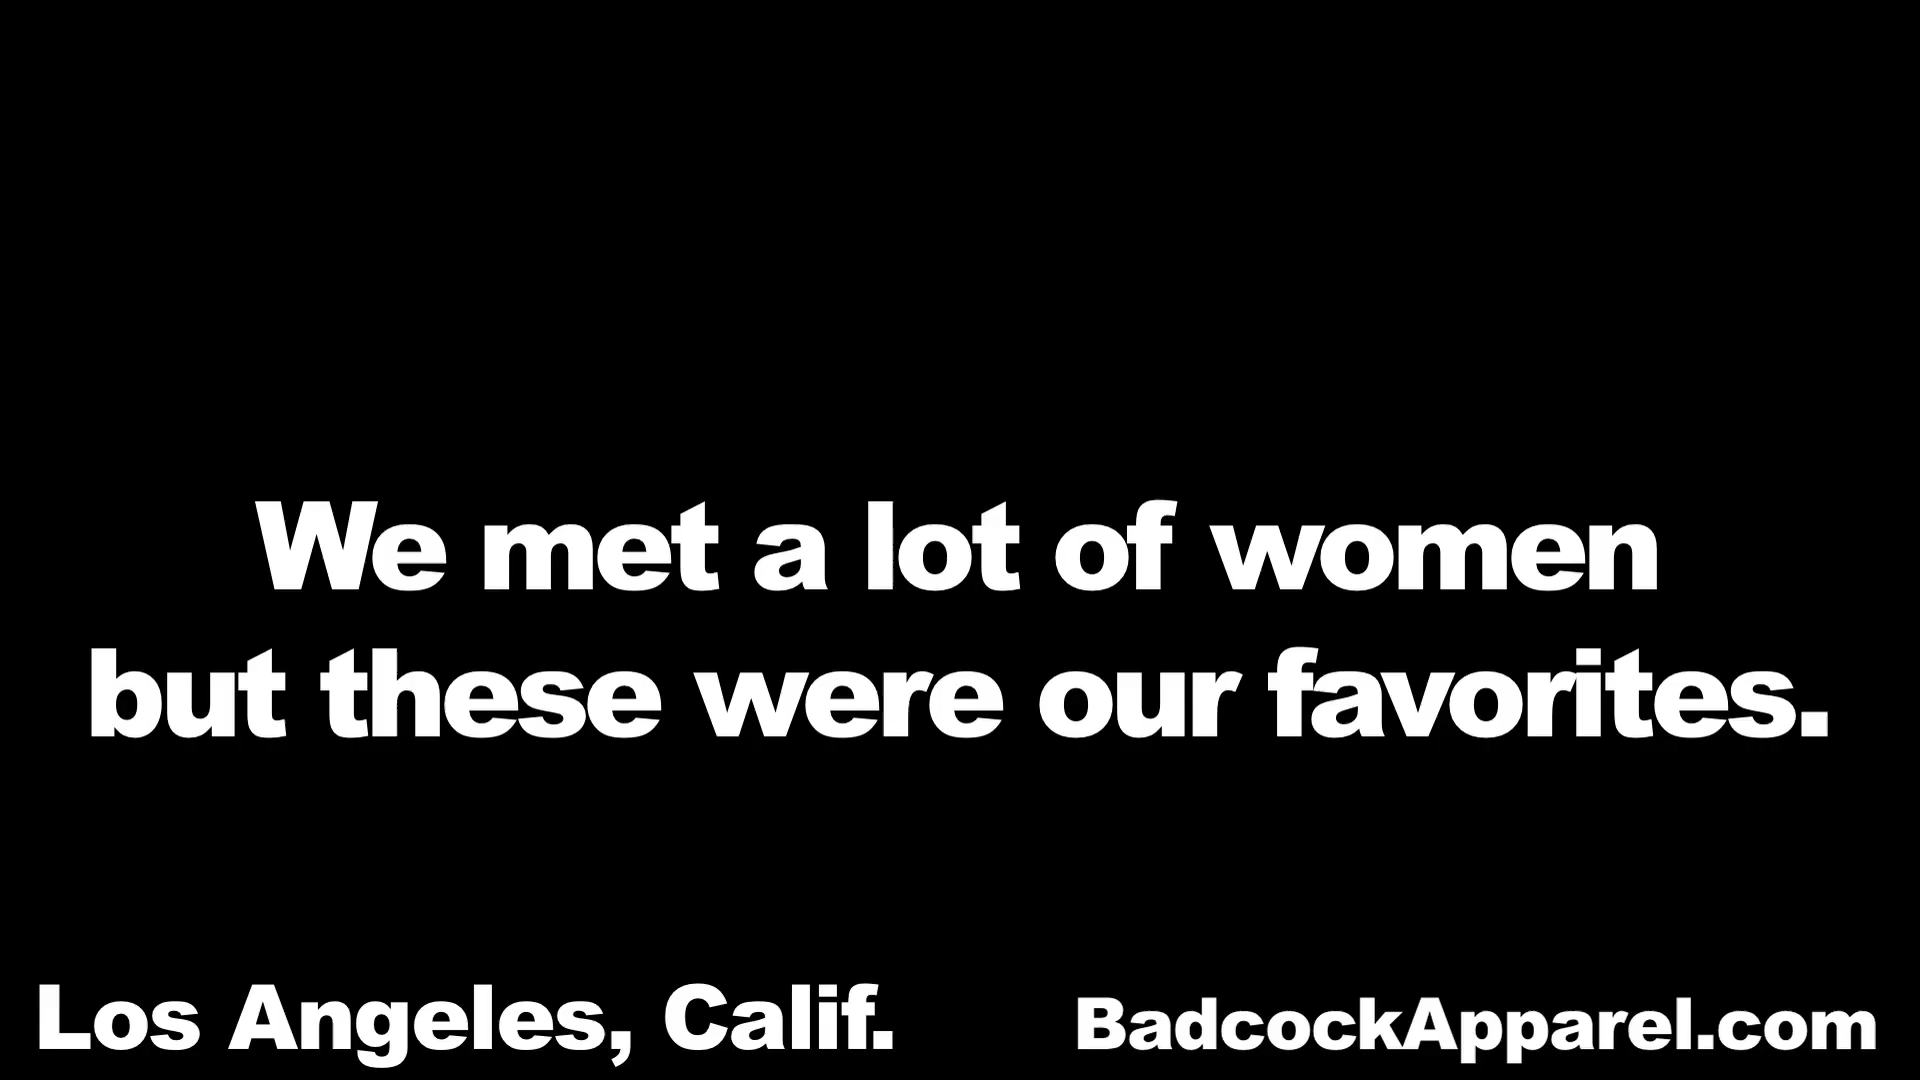 We met a lot of women
but these were our favorites.
Los Angeles, Calif.
BadcockApparel.com